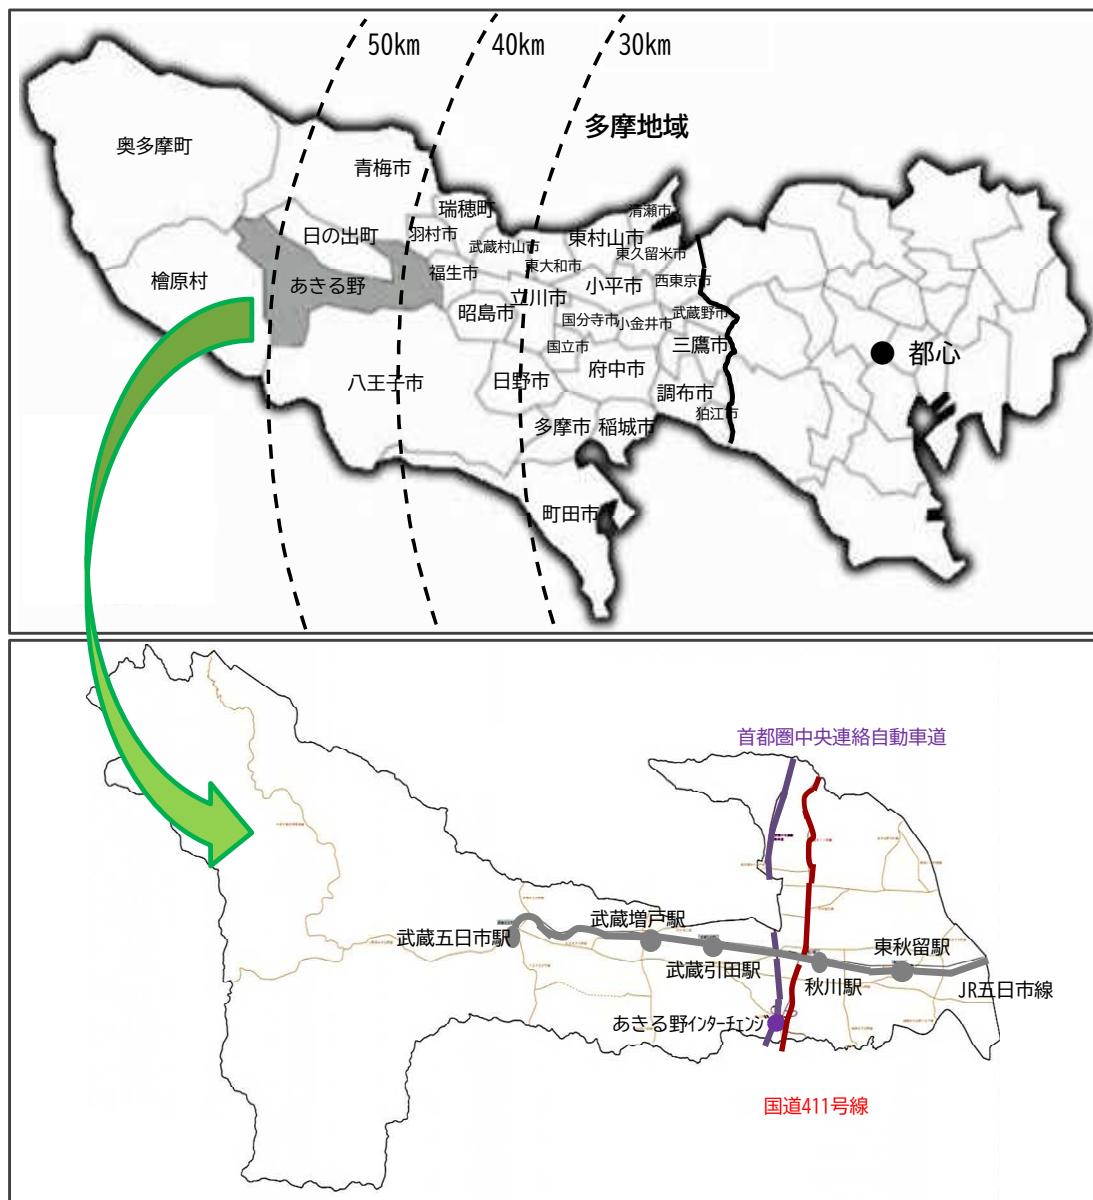 50km
40km
30km
多摩地域
奥多摩町
青梅市
瑞穂町
清瀬市
日の出町
羽村市
武蔵村山市
東村山市
東久留米市
東大和市
檜原村
あきる野
福生市
立川市
小平市
西東京市
昭島市
国分寺市
小金井市
武蔵野市
国立市
三鷹市
都心
八王子市
日野市
府中市
調布市
狛江市
多摩市
稲城市
町田市
首都圏中央連絡自動車道
武蔵五日市駅
武蔵増戸駅
武蔵引田駅
東秋留駅
秋川駅
JR五日市線
あきる野インターチェンジ
国道411号線